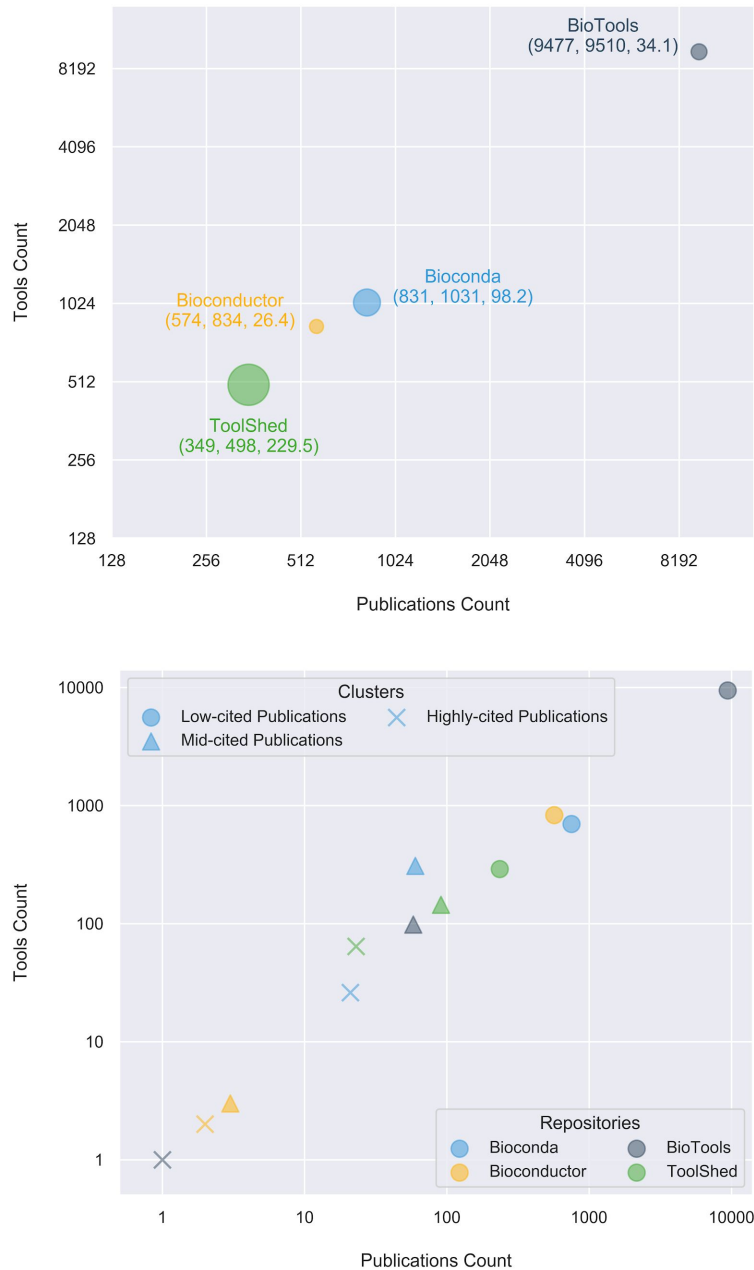 BioTools
(9477, 9510, 34.1)
8192
4096
2048
Bioconda
(831, 1031, 98.2)
1024
Bioconductor
(574, 834, 26.4)
512
ToolShed
(349, 498, 229.5)
256
128
Tools Count
128 256 512 1024 2048 4096 8192
Publications Count
Clusters
Low-cited Publications Highly-cited Publications
Mid-cited Publications
10000
1000
100
10
1
Tools Count
Repositories
Bioconda BioTools
Bioconductor ToolShed
1 10 100 1000 10000
Publications Count